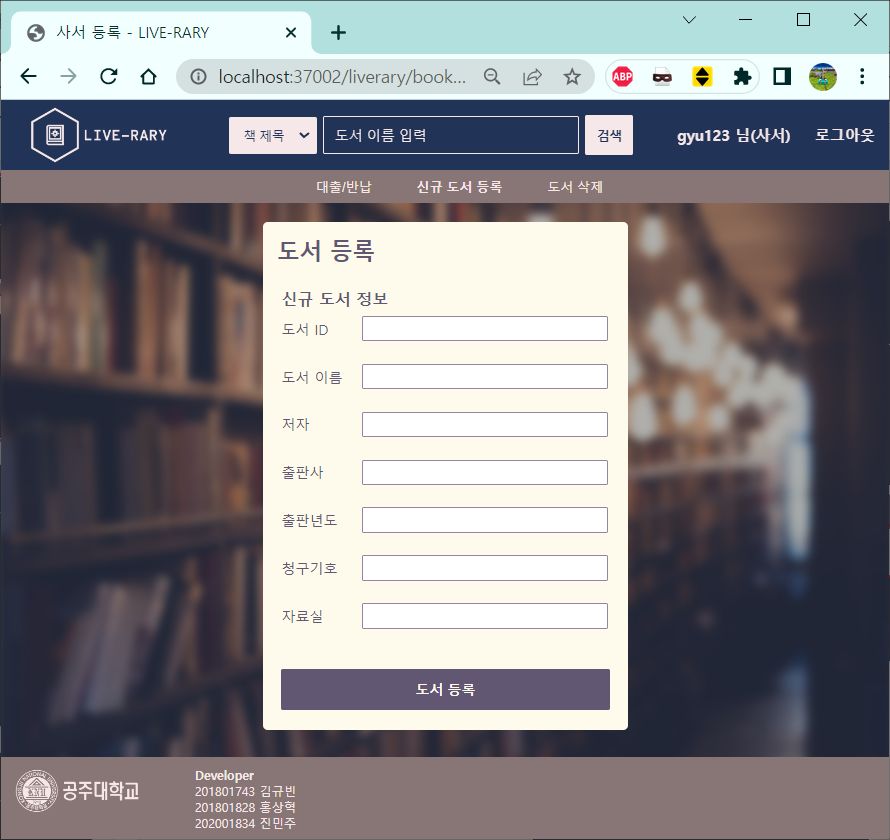 사서 등록 - LIVE-RARY
localhost:37002/liverary/book...
ABP
LIVE-RARY
책 제목
도서 이름 입력
검색
gyu123 님(사서)
로그아웃
대출/반납
신규 도서 등록
도서 삭제
도서 등록
신규 도서 정보
도서 ID
도서 이름
저자
출판사
출판년도
청구기호
자료실
도서 등록
공주대학교
Developer
201801743 김규빈
201801828 홍상혁
202001834 진민주